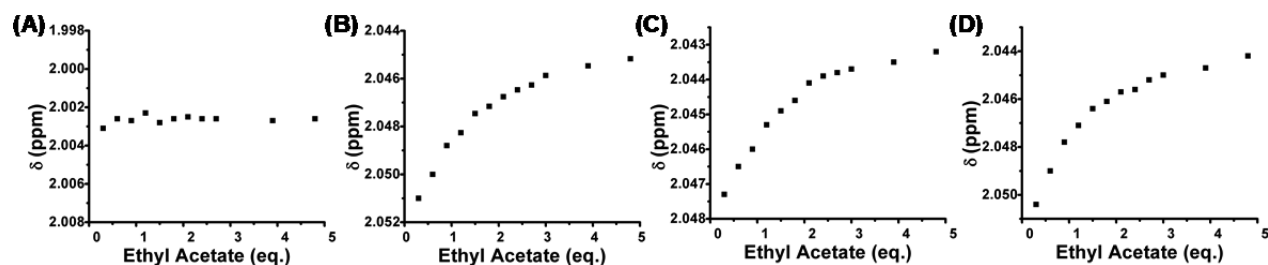 (A)
1.998
2.000
2.002
2.004
2.006
2.008
δ (ppm)
0 1 2 3 4 5
Ethyl Acetate (eq.)
(B)
2.044
2.046
2.048
2.050
2.052
δ (ppm)
0 1 2 3 4 5
Ethyl Acetate (eq.)
(C)
2.043
2.044
2.045
2.046
2.047
2.048
δ (ppm)
0 1 2 3 4 5
Ethyl Acetate (eq.)
(D)
2.044
2.046
2.048
2.050
δ (ppm)
0 1 2 3 4 5
Ethyl Acetate (eq.)